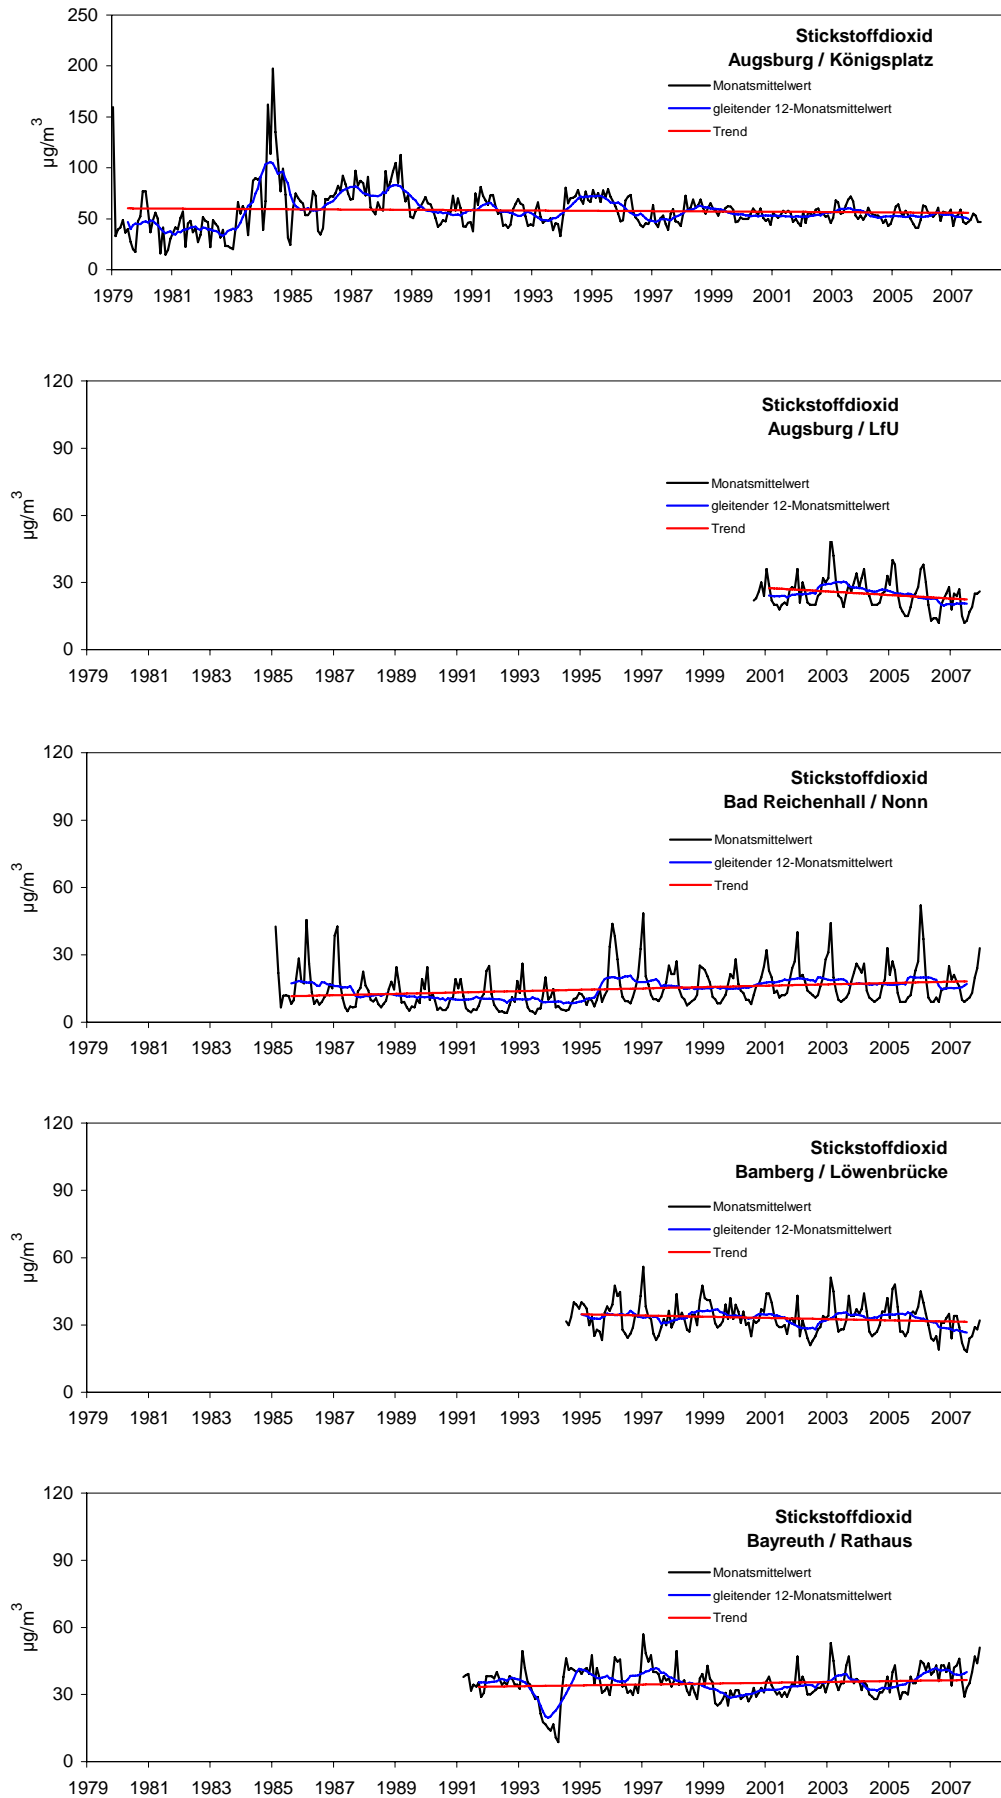 Stickstoffdioxid
Augsburg / Königsplatz
Monatsmittelwert
gleitender 12-Monatsmittelwert
Trend
µg/m³
250
200
150
100
50
0
1979 1981 1983 1985 1987 1989 1991 1993 1995 1997 1999 2001 2003 2005 2007
Stickstoffdioxid
Augsburg / LfU
Monatsmittelwert
gleitender 12-Monatsmittelwert
Trend
µg/m³
120
90
60
30
0
1979 1981 1983 1985 1987 1989 1991 1993 1995 1997 1999 2001 2003 2005 2007
Stickstoffdioxid
Bad Reichenhall / Nonn
Monatsmittelwert
gleitender 12-Monatsmittelwert
Trend
µg/m³
120
90
60
30
0
1979 1981 1983 1985 1987 1989 1991 1993 1995 1997 1999 2001 2003 2005 2007
Stickstoffdioxid
Bamberg / Löwenbrücke
Monatsmittelwert
gleitender 12-Monatsmittelwert
Trend
µg/m³
120
90
60
30
0
1979 1981 1983 1985 1987 1989 1991 1993 1995 1997 1999 2001 2003 2005 2007
Stickstoffdioxid
Bayreuth / Rathaus
Monatsmittelwert
gleitender 12-Monatsmittelwert
Trend
µg/m³
120
90
60
30
0
1979 1981 1983 1985 1987 1989 1991 1993 1995 1997 1999 2001 2003 2005 2007